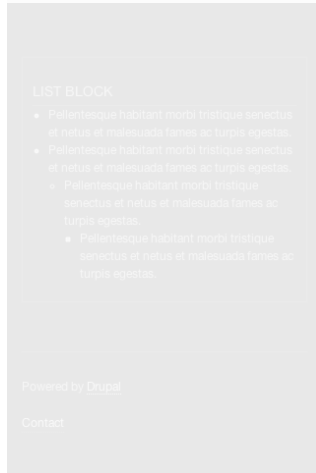 LIST BLOCK
Pellentesque habitant morbi tristique senectus
et netus et malesuada fames ac turpis egestas.
Pellentesque habitant morbi tristique senectus
et netus et malesuada fames ac turpis egestas.
Pellentesque habitant morbi tristique
senectus et netus et malesuada fames ac
turpis egestas.
Pellentesque habitant morbi tristique
senectus et netus et malesuada fames ac
turpis egestas.
Powered by Drupal
Contact